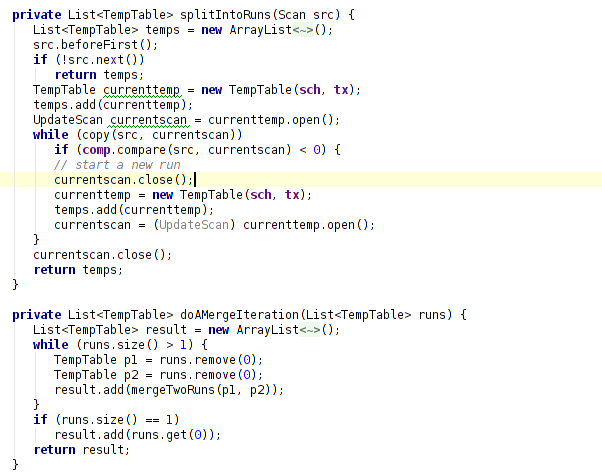 private List<TempTable> splitIntoRuns(Scan src) {
   List<TempTable> temps = new ArrayList<~>();
   src.beforeFirst();
   if (!src.next())
      return temps;
   TempTable currenttemp = new TempTable(sch, tx);
   temps.add(currenttemp);
   UpdateScan currentscan = currenttemp.open();
   while (copy(src, currentscan))
      if (comp.compare(src, currentscan) < 0) {
      // start a new run
      currentscan.close();
      currenttemp = new TempTable(sch, tx);
      temps.add(currenttemp);
      currentscan = (UpdateScan) currenttemp.open();
   }
   currentscan.close();
   return temps;
}

private List<TempTable> doAMergeIteration(List<TempTable> runs) {
   List<TempTable> result = new ArrayList<~>();
   while (runs.size() > 1) {
      TempTable p1 = runs.remove(0);
      TempTable p2 = runs.remove(0);
      result.add(mergeTwoRuns(p1, p2));
   }
   if (runs.size() == 1)
      result.add(runs.get(0));
   return result;
}